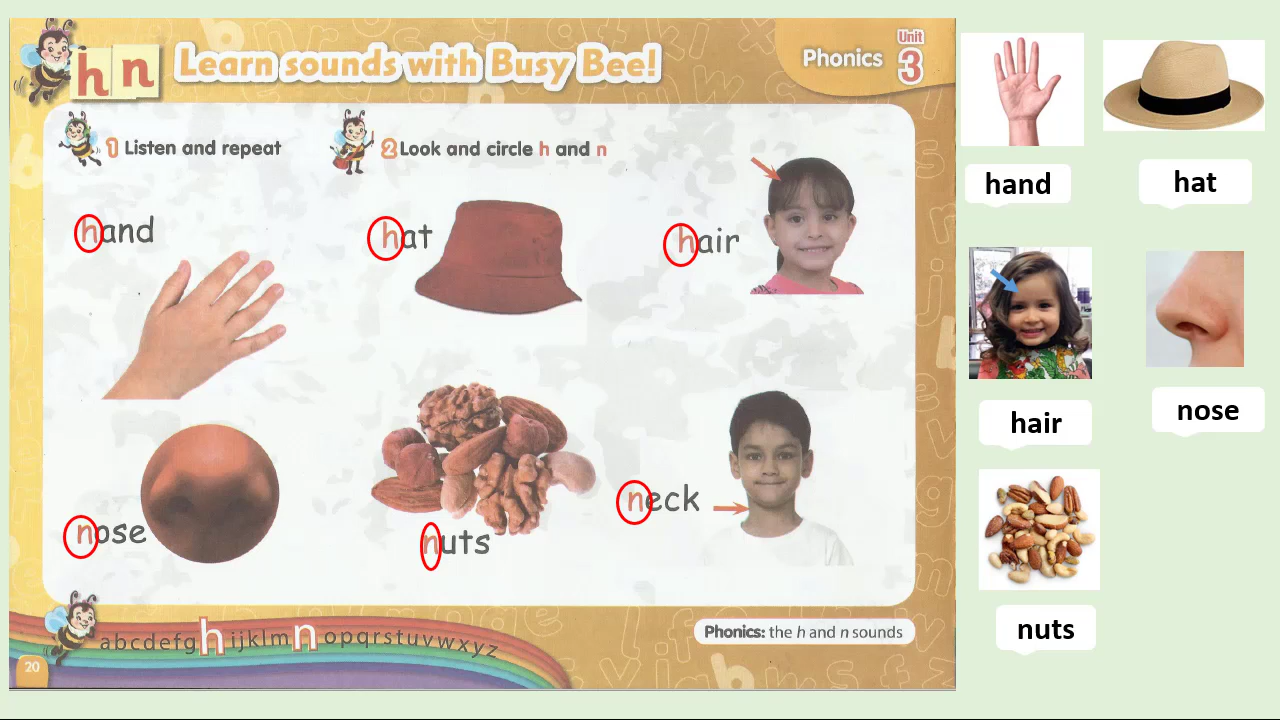 h n
Learn sounds with Busy Bee!
Phonics
Unit
3
1 Listen and repeat
2 Look and circle h and n
hand
hat
hair
nose
nuts
neck
abcdefghijklmnopqrstuvwxyz
Phonics: the h and n sounds
20
hand
hat
hair
nose
nuts